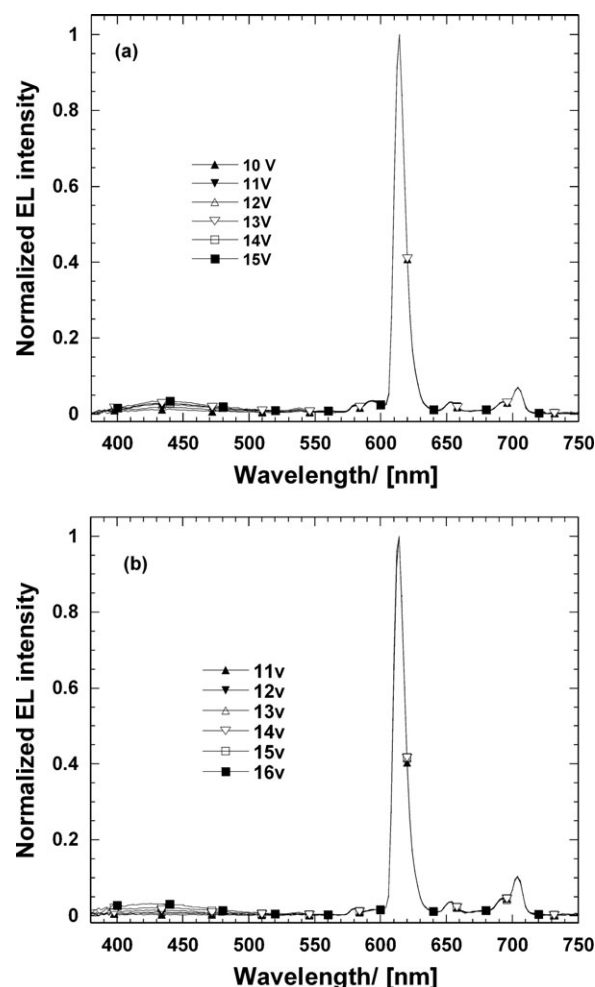 (a)
Normalized EL intensity
1
0.8
0.6
0.4
0.2
0
10 V
11V
12V
13V
14V
15V
400 450 500 550 600 650 700 750
Wavelength/ [nm]
(b)
Normalized EL intensity
1
0.8
0.6
0.4
0.2
0
11v
12v
13v
14v
15v
16v
400 450 500 550 600 650 700 750
Wavelength/ [nm]